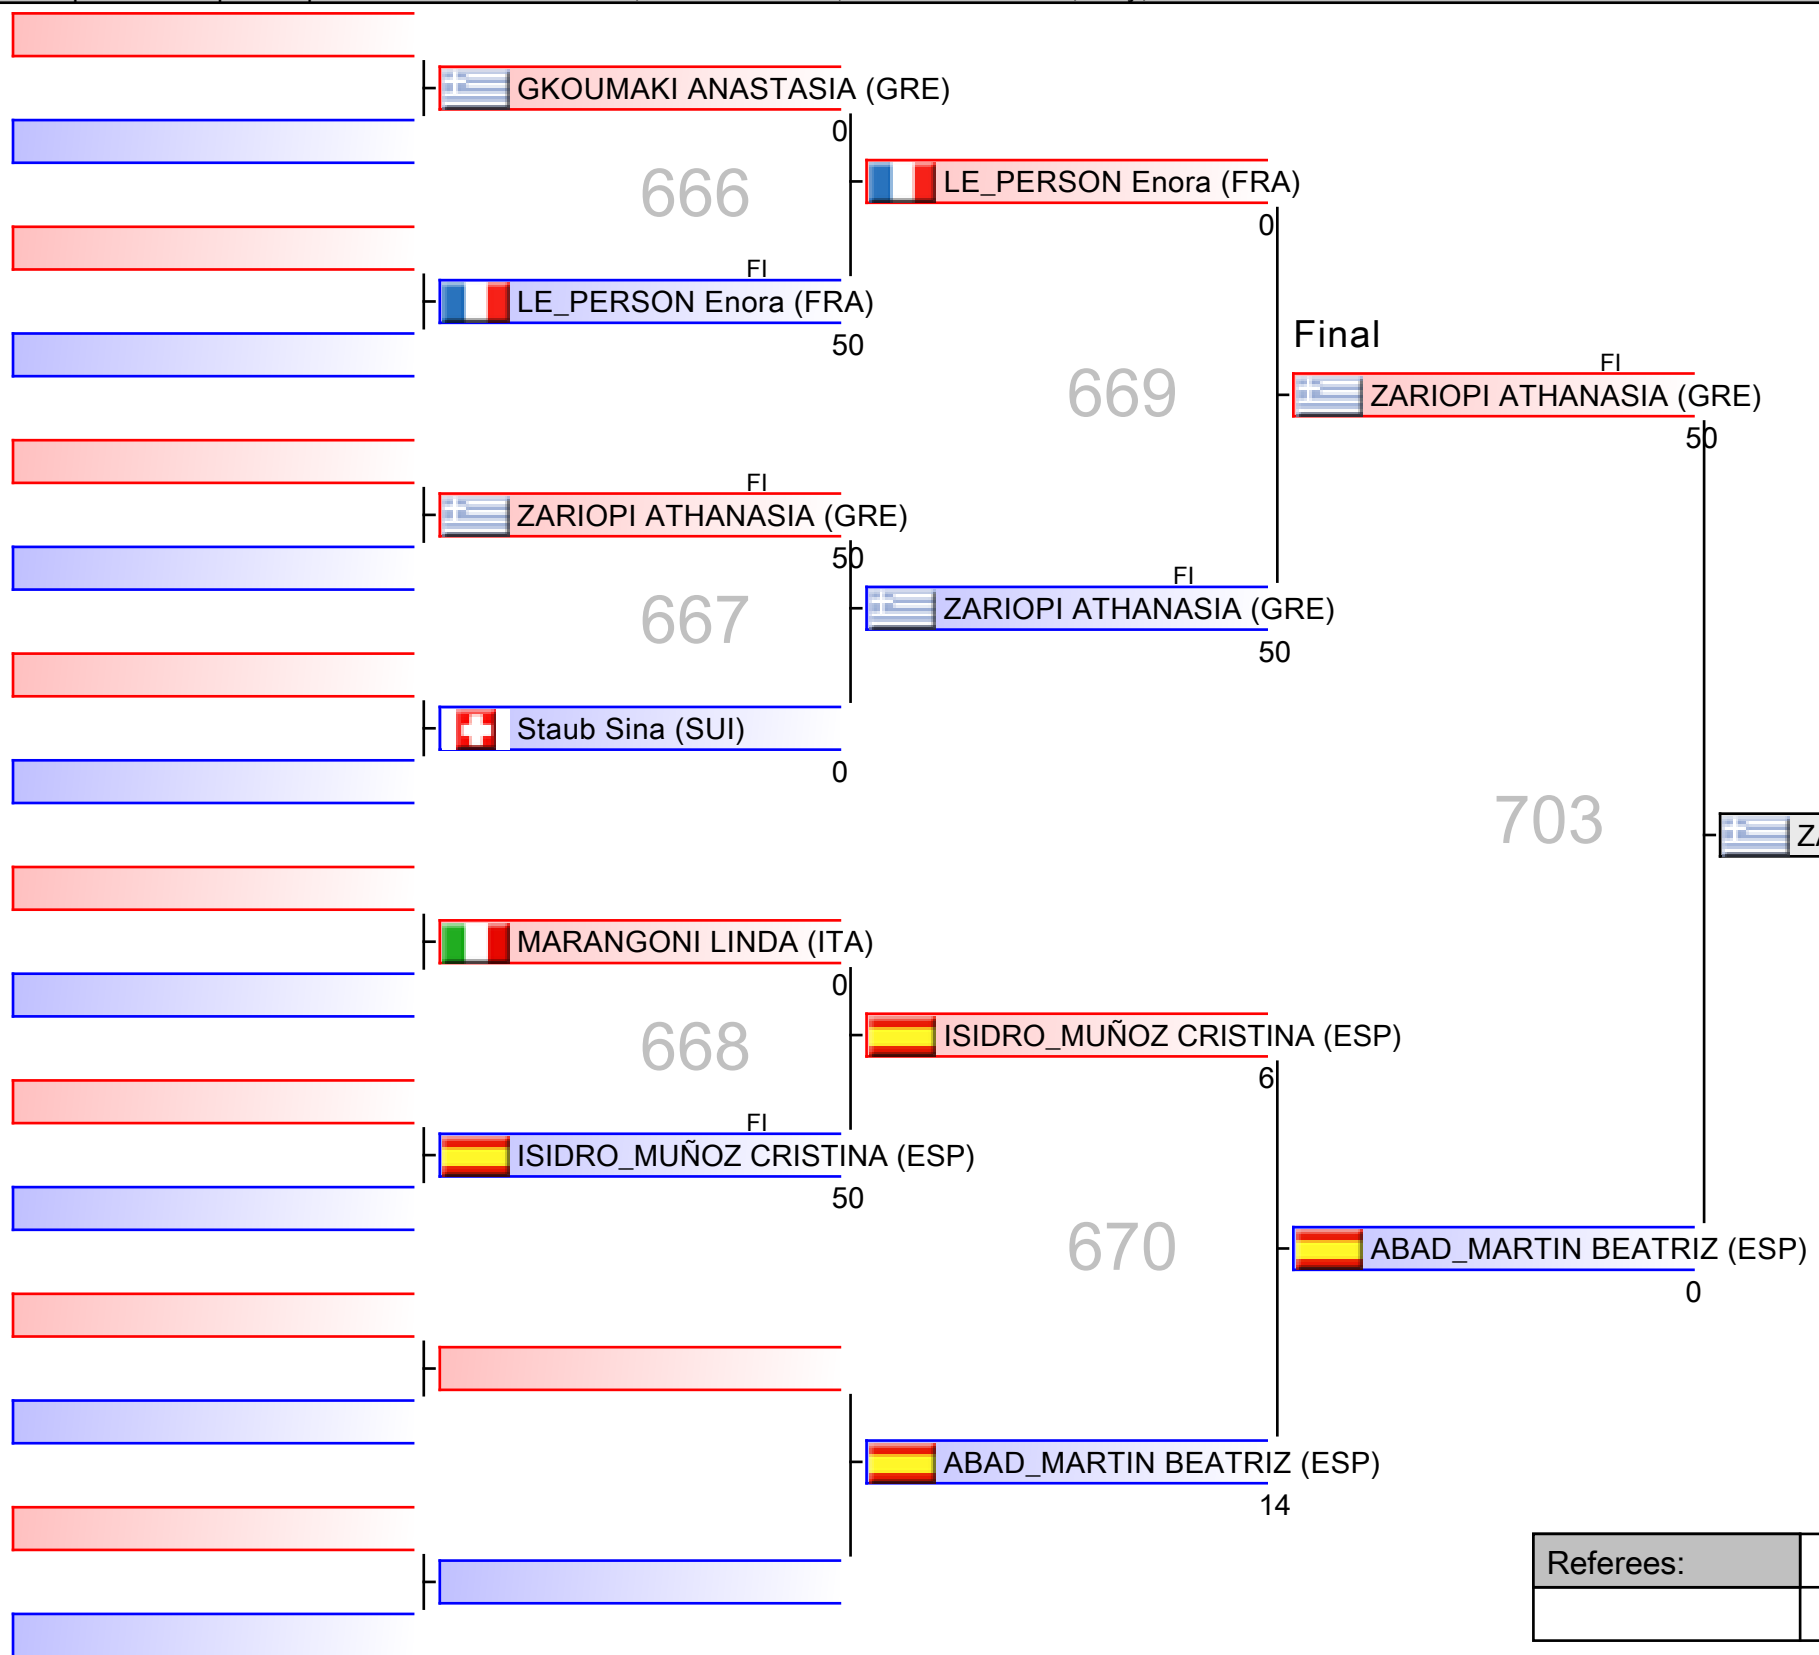 GKOUMAKI ANASTASIA (GRE)
0
666
LE_PERSON Enora (FRA)
0
FI
LE_PERSON Enora (FRA)
50
Final
FI
669
ZARIOPI ATHANASIA (GRE)
50
FI
ZARIOPI ATHANASIA (GRE)
50
FI
667
ZARIOPI ATHANASIA (GRE)
50
Staub Sina (SUI)
0
703
MARANGONI LINDA (ITA)
0
668
ISIDRO_MUÑOZ CRISTINA (ESP)
6
FI
ISIDRO_MUÑOZ CRISTINA (ESP)
50
670
ABAD_MARTIN BEATRIZ (ESP)
0
ABAD_MARTIN BEATRIZ (ESP)
14
Referees: